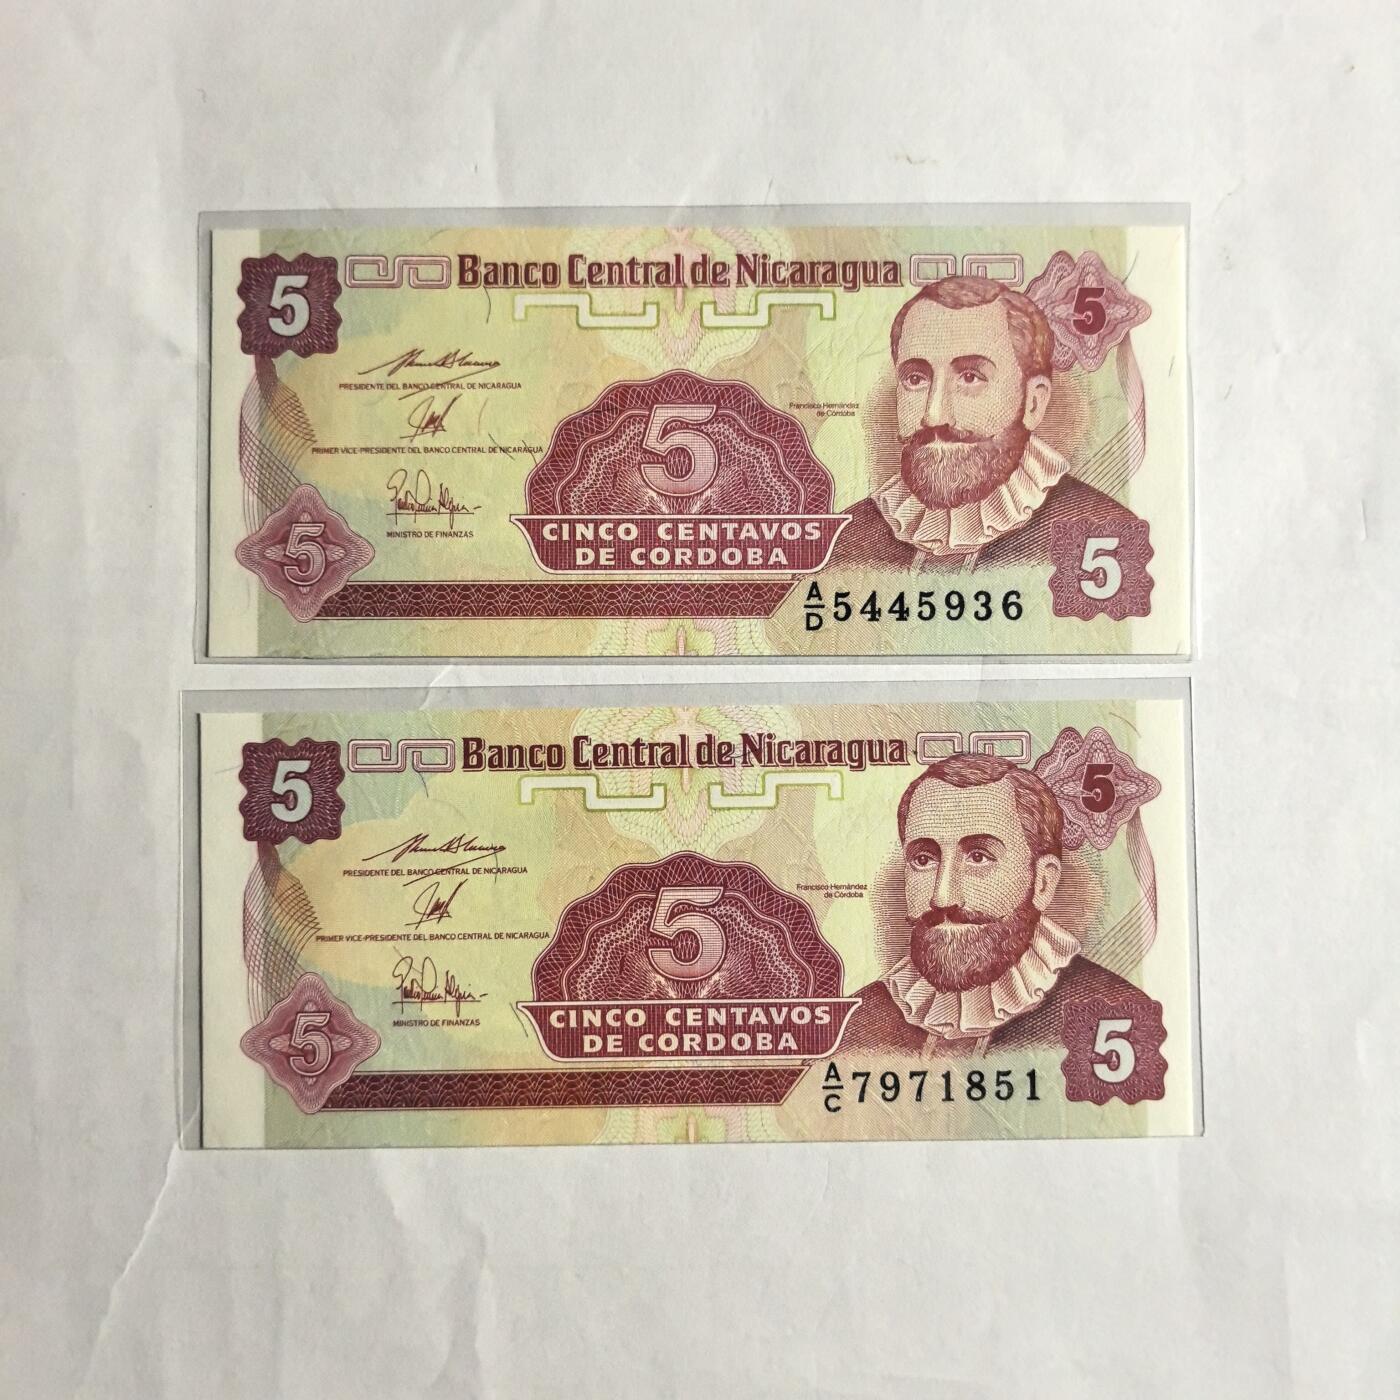 5 Banco Central de Nicaragua 5
PRESIDENTE DEL BANCO CENTRAL DE NICARAGUA
Francisco Hernández
de Córdoba
5
PRIMER VICE-PRESIDENTE DEL BANCO CENTRAL DE NICARAGUA
MINISTRO DE FINANZAS
5 CINCO CENTAVOS 5
DE CORDOBA
A/D 5445936
5 Banco Central de Nicaragua 5
PRESIDENTE DEL BANCO CENTRAL DE NICARAGUA
Francisco Hernández
de Córdoba
5
PRIMER VICE-PRESIDENTE DEL BANCO CENTRAL DE NICARAGUA
MINISTRO DE FINANZAS
5 CINCO CENTAVOS 5
DE CORDOBA
A/C 7971851